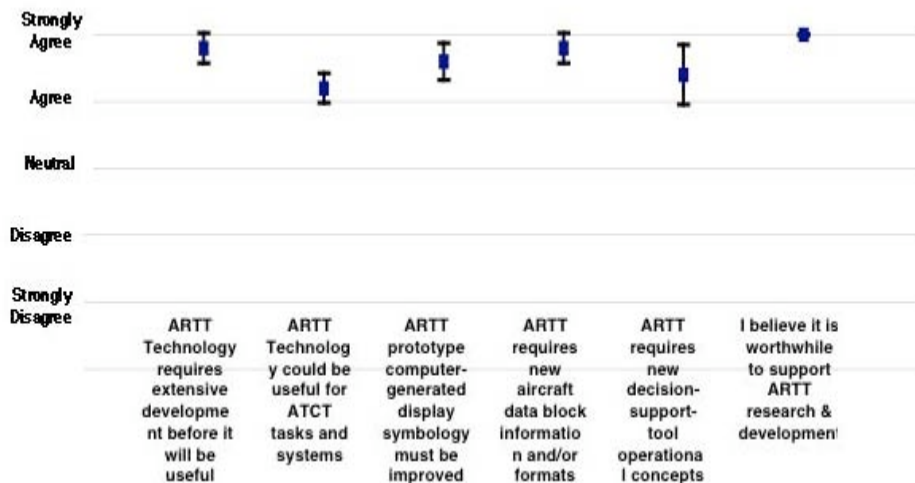 Strongly
Agree
Agree
Neutral
Disagree
Strongly
Disagree
ARTT
Technology
requires
extensive
developme
nt before it
will be
useful
ARTT
Technolog
y could be
useful for
ATCT
tasks and
systems
ARTT
prototype
computer-
generated
display
symbology
must be
improved
ARTT
requires
new
aircraft
data block
informatio
n and/or
formats
ARTT
requires
new
decision-
support-
tool
operationa
l concepts
I believe it is
worthwhile
to support
ARTT
research &
development